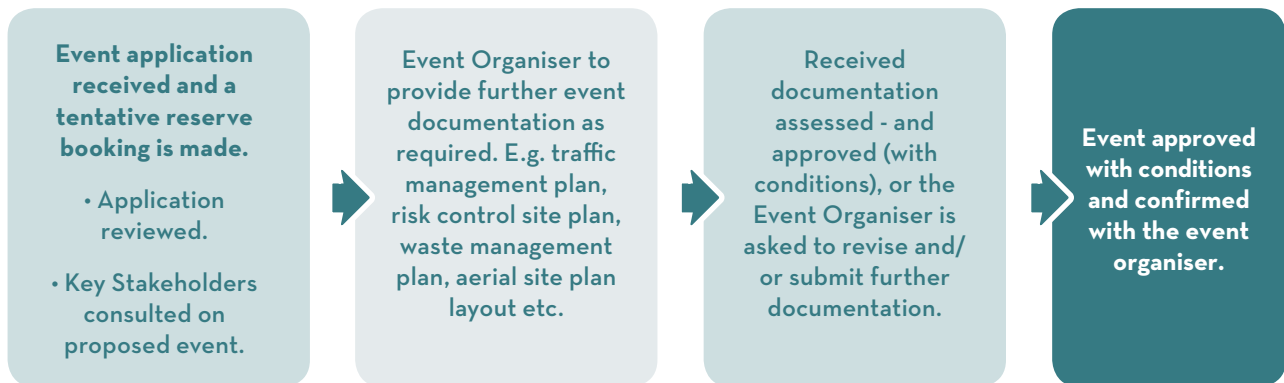 Event application
received and a
tentative reserve
booking is made.
• Application
reviewed.
• Key Stakeholders
consulted on
proposed event.
Event Organiser to
provide further event
documentation as
required. E.g. traffic
management plan,
risk control site plan,
waste management
plan, aerial site plan
layout etc.
Received
documentation
assessed - and
approved (with
conditions), or the
Event Organiser is
asked to revise and/
or submit further
documentation.
Event approved
with conditions
and confirmed
with the event
organiser.